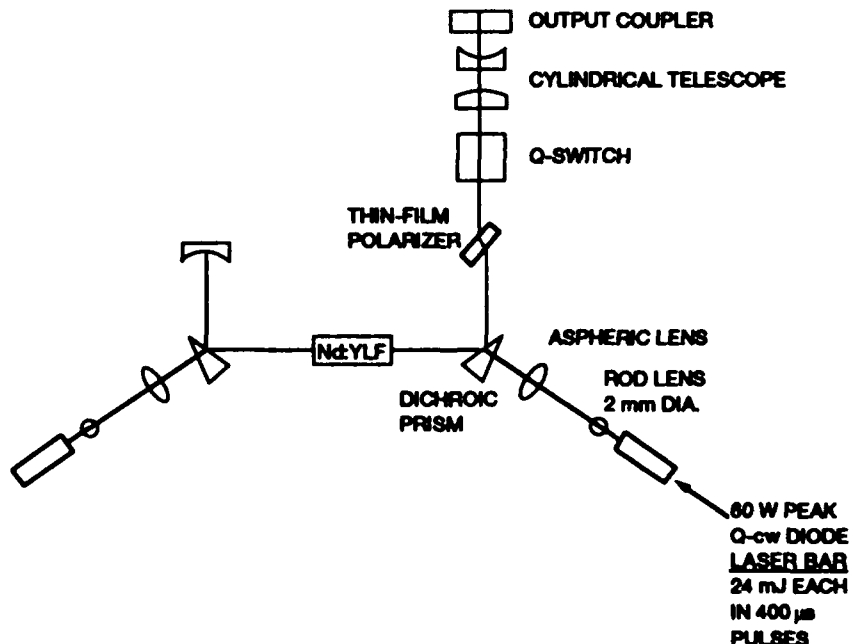 OUTPUT COUPLER
CYLINDRICAL TELESCOPE
Q-SWITCH
THIN-FILM
POLARIZER
Nd:YLF
ASPHERIC LENS
ROD LENS
2 mm DIA.
DICHROIC
PRISM
60 W PEAK
Q-cw DIODE
LASER BAR
24 mJ EACH
IN 400 μs
PULSES